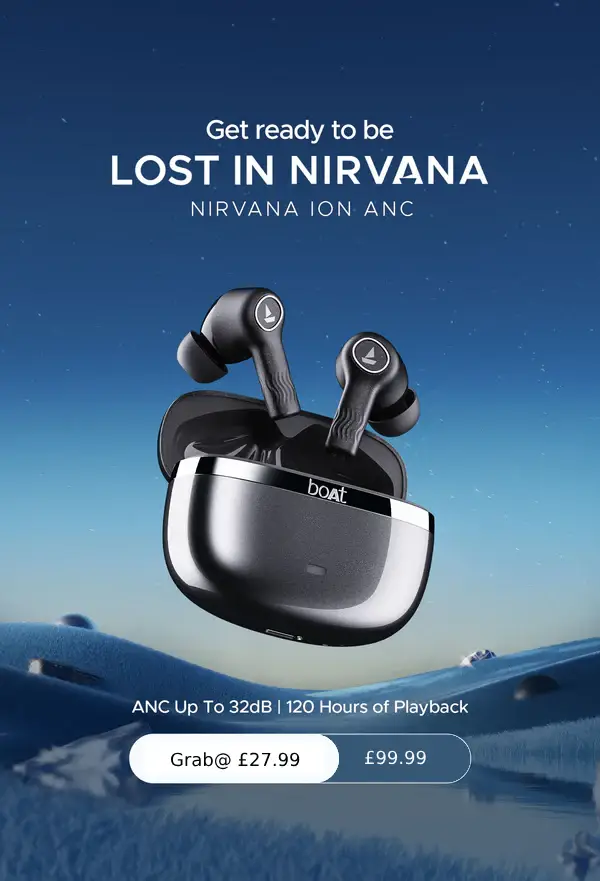 Get ready to be
LOST IN NIRVANA
NIRVANA ION ANC
boAt
ANC Up To 32dB | 120 Hours of Playback
Grab@ £27.99 £99.99